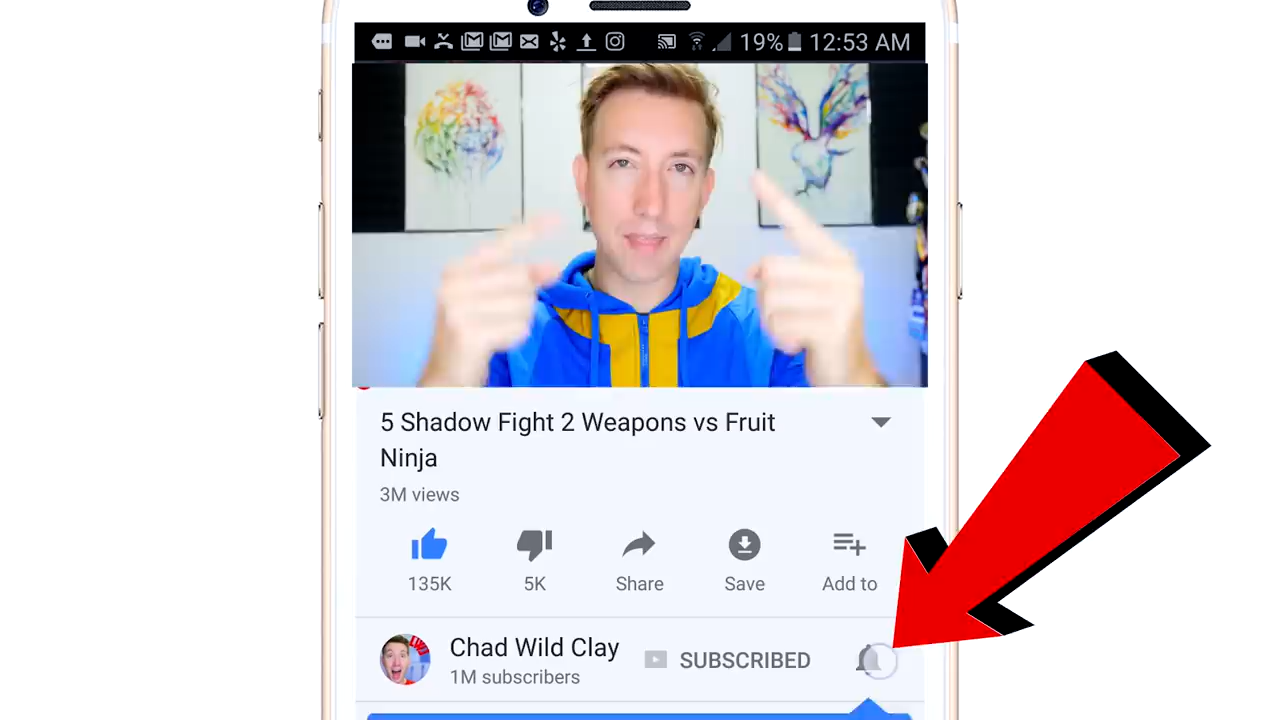 19% 12:53 AM
5 Shadow Fight 2 Weapons vs Fruit
Ninja
3M views
135K 5K Share Save Add to
Chad Wild Clay SUBSCRIBED
1M subscribers